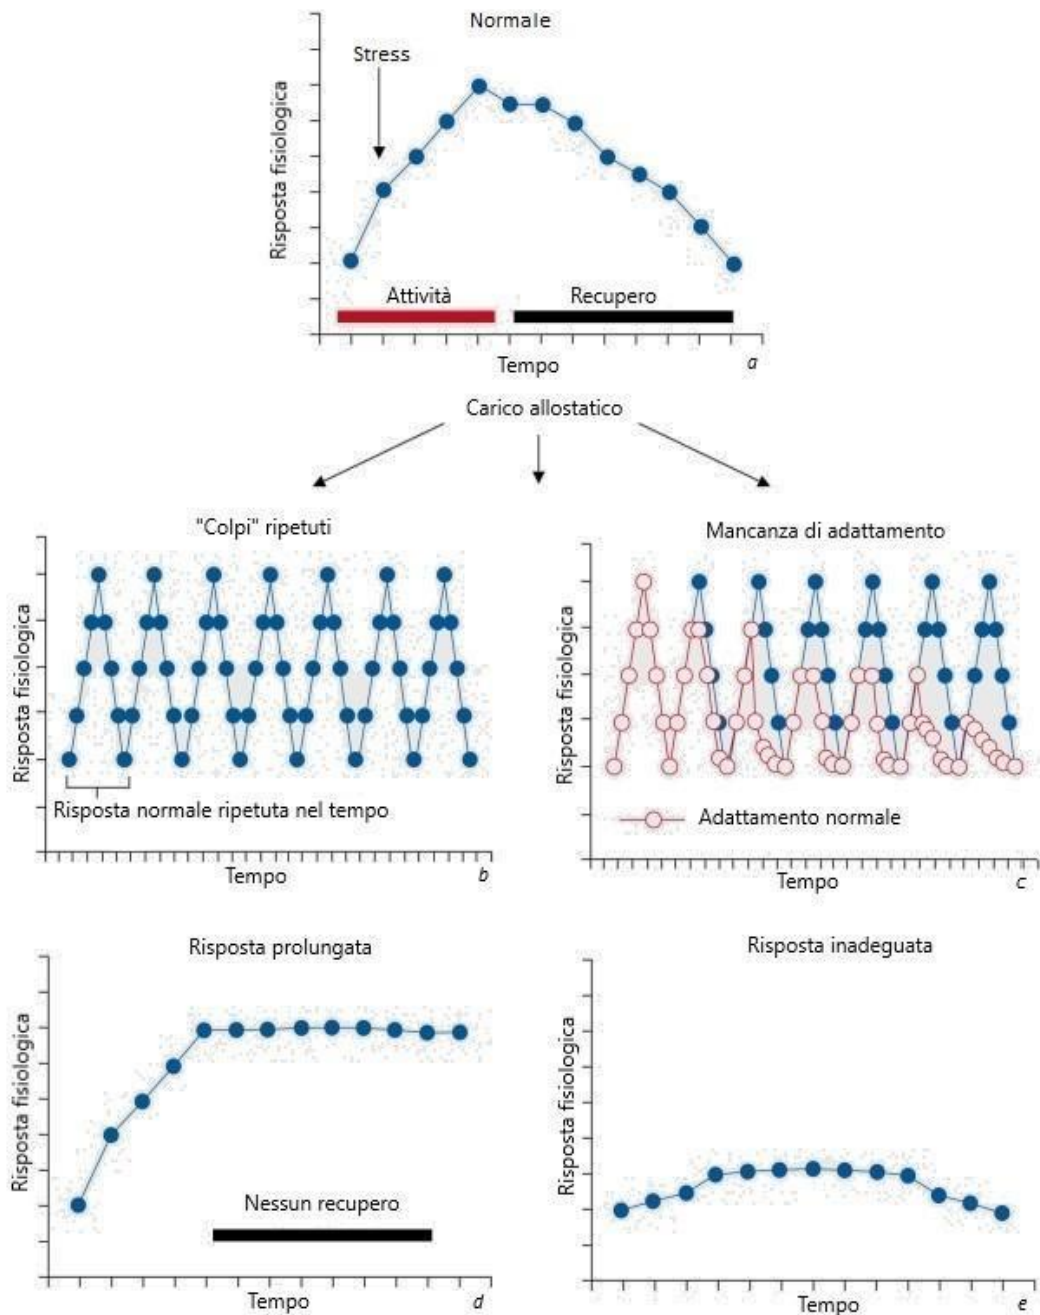 Normale
Stress
Risposta fisiologica
Attività
Recupero
Tempo
a
Carico allostatico
"Colpi" ripetuti
Risposta fisiologica
Risposta normale ripetuta nel tempo
Tempo
b
Mancanza di adattamento
Risposta fisiologica
Adattamento normale
Tempo
c
Risposta prolungata
Risposta fisiologica
Nessun recupero
Tempo
d
Risposta inadeguata
Risposta fisiologica
Tempo
e